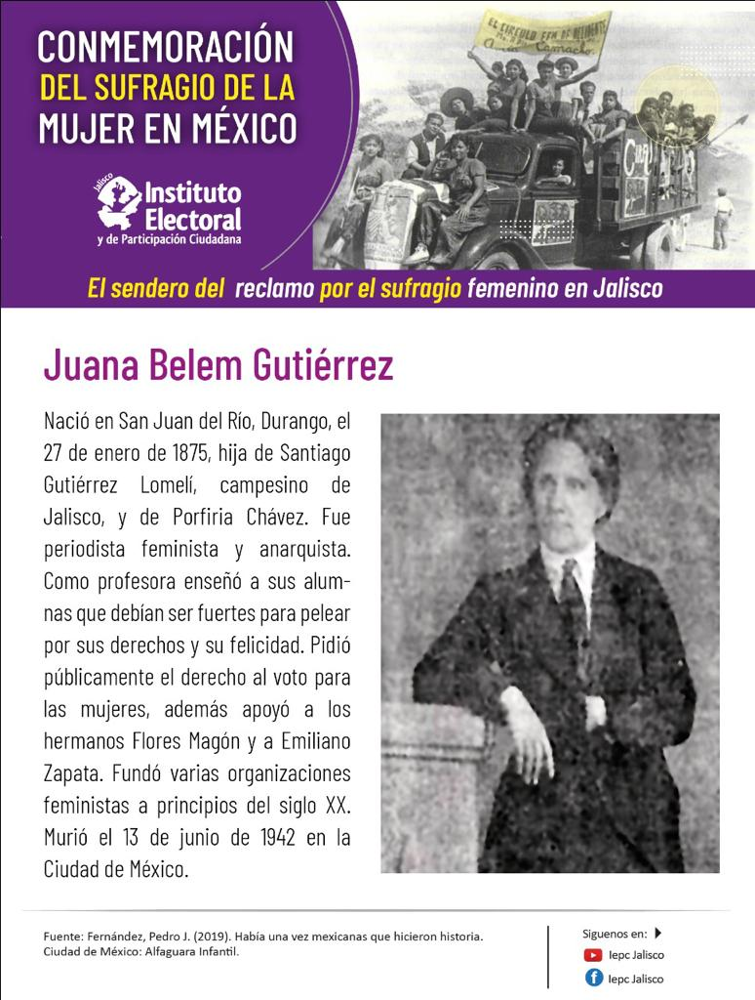 CONMEMORACIÓN
DEL SUFRAGIO DE LA
MUJER EN MÉXICO
Jalisco
Instituto
Electoral
y de Participación Ciudadana
EL CIRCULO FEM DE OCCIDENTE
Camacho
El sendero del reclamo por el sufragio femenino en Jalisco
Juana Belem Gutiérrez
Nació en San Juan del Río, Durango, el
27 de enero de 1875, hija de Santiago
Gutiérrez Lomelí, campesino de
Jalisco, y de Porfiria Chávez. Fue
periodista feminista y anarquista.
Como profesora enseñó a sus alum-
nas que debían ser fuertes para pelear
por sus derechos y su felicidad. Pidió
públicamente el derecho al voto para
las mujeres, además apoyó a los
hermanos Flores Magón y a Emiliano
Zapata. Fundó varias organizaciones
feministas a principios del siglo XX.
Murió el 13 de junio de 1942 en la
Ciudad de México.
Fuente: Fernández, Pedro J. (2019). Había una vez mexicanas que hicieron historia.
Ciudad de México: Alfaguara Infantil.
Siguenos en:
Iepc Jalisco
Iepc Jalisco